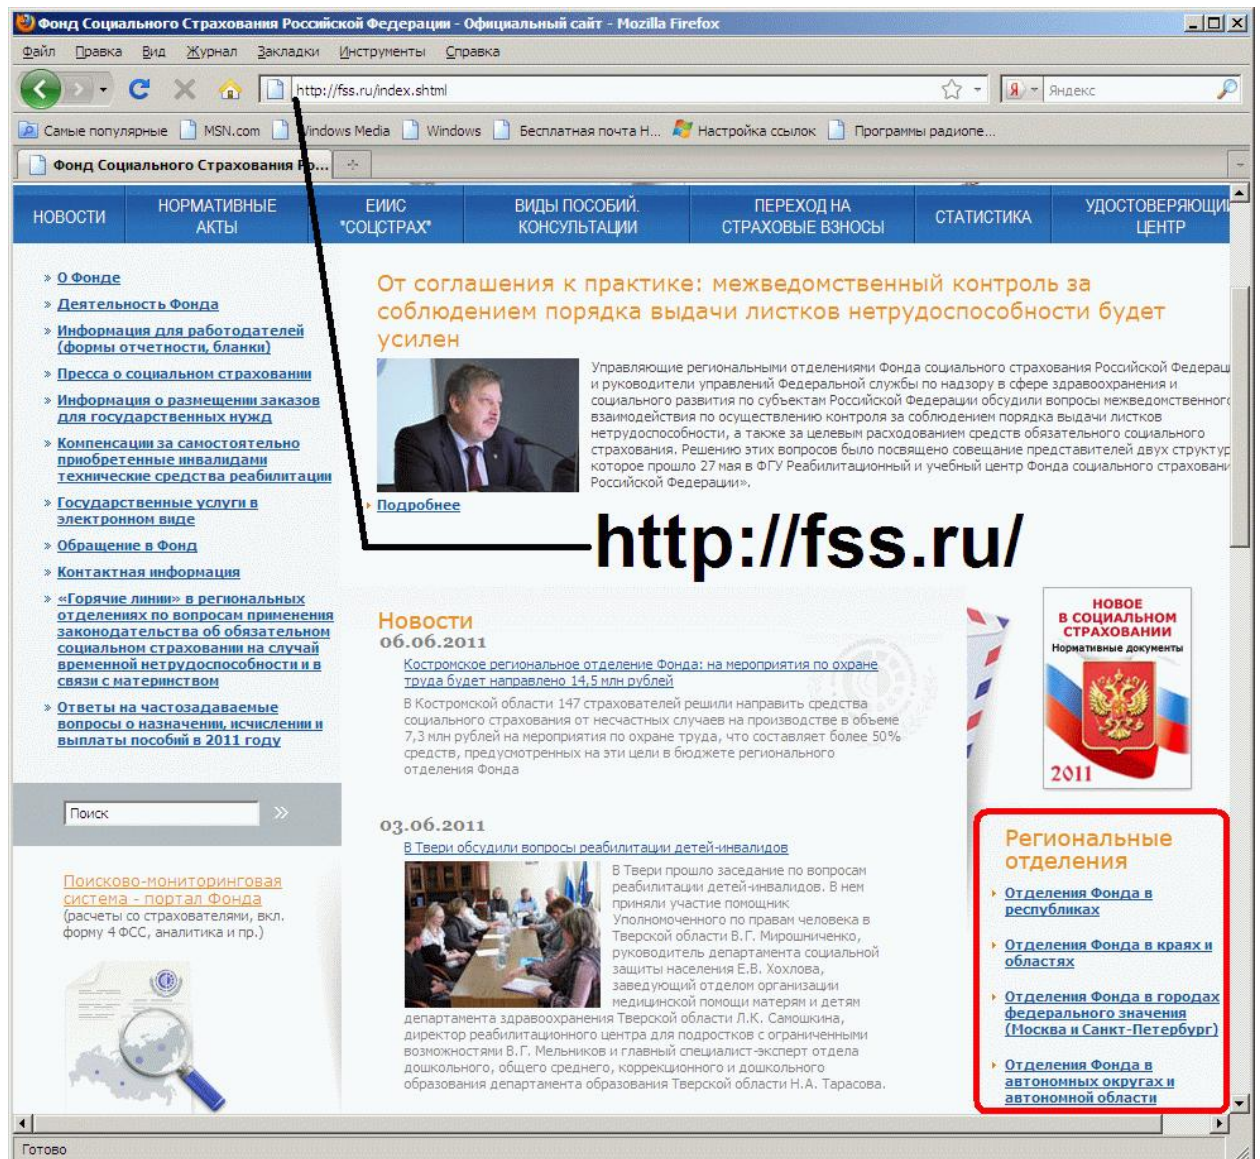 Фонд Социального Страхования Российской Федерации - Официальный сайт - Mozilla Firefox
Файл Правка Вид Журнал Закладки Инструменты Справка
http://fss.ru/index.shtml
Яндекс
Самые популярные MSN.com Windows Media Windows Бесплатная почта H... Настройка ссылок Программы радиопе...
Фонд Социального Страхования Ро...
НОВОСТИ
НОРМАТИВНЫЕ
АКТЫ
ЕИИС
"СОЦСТРАХ"
ВИДЫ ПОСОБИЙ.
КОНСУЛЬТАЦИИ
ПЕРЕХОД НА
СТРАХОВЫЕ ВЗНОСЫ
СТАТИСТИКА
УДОСТОВЕРЯЮЩИ
ЦЕНТР
» О Фонде
» Деятельность Фонда
» Информация для работодателей
(формы отчетности, бланки)
» Пресса о социальном страховании
» Информация о размещении заказов
для государственных нужд
» Компенсации за самостоятельно
приобретенные инвалидами
технические средства реабилитации
» Государственные услуги в
электронном виде
» Обращение в Фонд
» Контактная информация
» «Горячие линии» в региональных
отделениях по вопросам применения
законодательства об обязательном
социальном страховании на случай
временной нетрудоспособности и в
связи с материнством
» Ответы на частозадаваемые
вопросы о назначении, исчислении и
выплаты пособий в 2011 году
Поиск »
Поисково-мониторинговая
система - портал Фонда
(расчеты со страхователями, вкл.
форму 4 ФСС, аналитика и пр.)
От соглашения к практике: межведомственный контроль за
соблюдением порядка выдачи листков нетрудоспособности будет
усилен
Управляющие региональными отделениями Фонда социального страхования Российской Федерац
и руководители управлений Федеральной службы по надзору в сфере здравоохранения и
социального развития по субъектам Российской Федерации обсудили вопросы межведомственног
взаимодействия по осуществлению контроля за соблюдением порядка выдачи листков
нетрудоспособности, а также за целевым расходованием средств обязательного социального
страхования. Решению этих вопросов было посвящено совещание представителей двух структур
которое прошло 27 мая в ФГУ Реабилитационный и учебный центр Фонда социального страховани
Российской Федерации».
Подробнее
http://fss.ru/
Новости
06.06.2011
Костромское региональное отделение Фонда: на мероприятия по охране
труда будет направлено 14,5 млн рублей
В Костромской области 147 страхователей решили направить средства
социального страхования от несчастных случаев на производстве в объеме
7,3 млн рублей на мероприятия по охране труда, что составляет более 50%
средств, предусмотренных на эти цели в бюджете регионального
отделения Фонда
03.06.2011
В Твери обсудили вопросы реабилитации детей-инвалидов
В Твери прошло заседание по вопросам
реабилитации детей-инвалидов. В нем
приняли участие помощник
Уполномоченного по правам человека в
Тверской области В.Г. Мирошниченко,
руководитель департамента социальной
защиты населения Е.В. Хохлова,
заведующий отделом организации
медицинской помощи матерям и детям
департамента здравоохранения Тверской области Л.К. Самошкина,
директор реабилитационного центра для подростков с ограниченными
возможностями В.Г. Мельников и главный специалист-эксперт отдела
дошкольного, общего среднего, коррекционного и дошкольного
образования департамента образования Тверской области Н.А. Тарасова.
НОВОЕ
В СОЦИАЛЬНОМ
СТРАХОВАНИИ
Нормативные документы
2011
Региональные
отделения
Отделения Фонда в
республиках
Отделения Фонда в краях и
областях
Отделения Фонда в городах
федерального значения
(Москва и Санкт-Петербург)
Отделения Фонда в
автономных округах и
автономной области
Готово